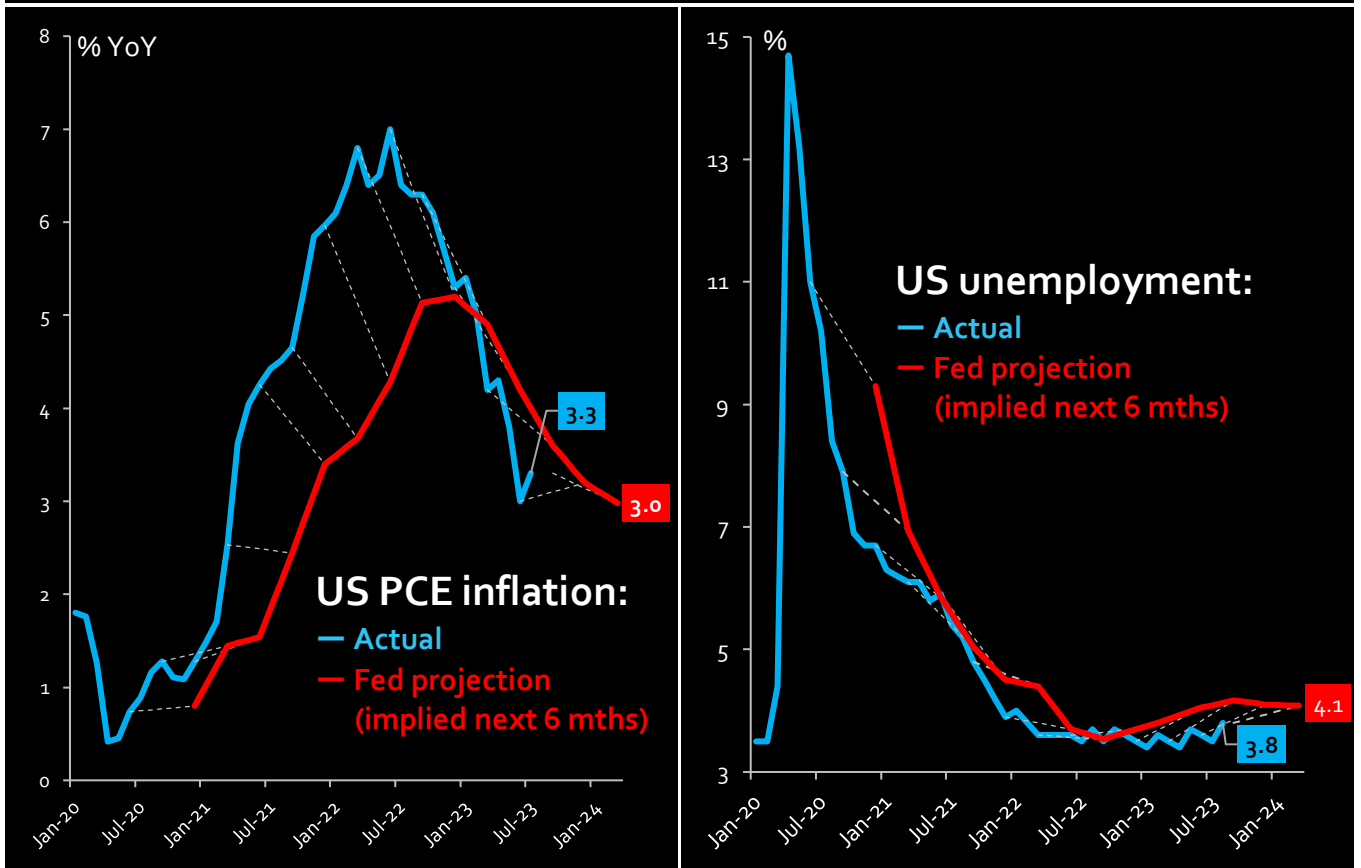 8
% YoY
7
6
5
4
3
2
1
0
3.3
3.0
US PCE inflation:
Actual
Fed projection
(implied next 6 mths)
Jan-20
Jul-20
Jan-21
Jul-21
Jan-22
Jul-22
Jan-23
Jul-23
Jan-24
15
%
13
11
9
7
5
3
US unemployment:
Actual
Fed projection
(implied next 6 mths)
4.1
3.8
Jan-20
Jul-20
Jan-21
Jul-21
Jan-22
Jul-22
Jan-23
Jul-23
Jan-24